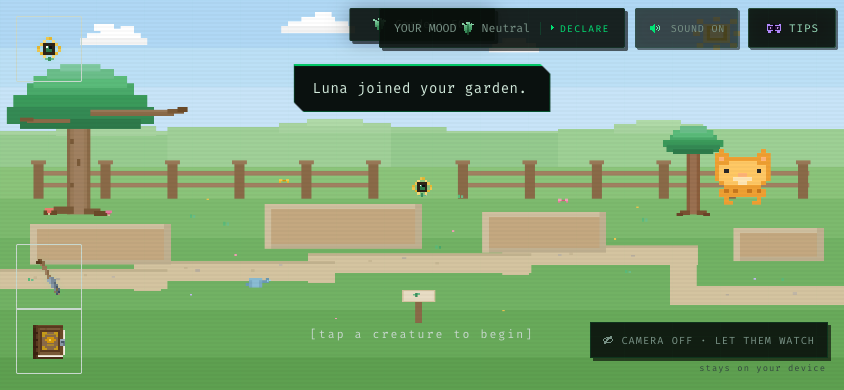 YOUR MOOD Neutral DECLARE
SOUND ON
TIPS
Luna joined your garden.
[tap a creature to begin]
CAMERA OFF · LET THEM WATCH
stays on your device